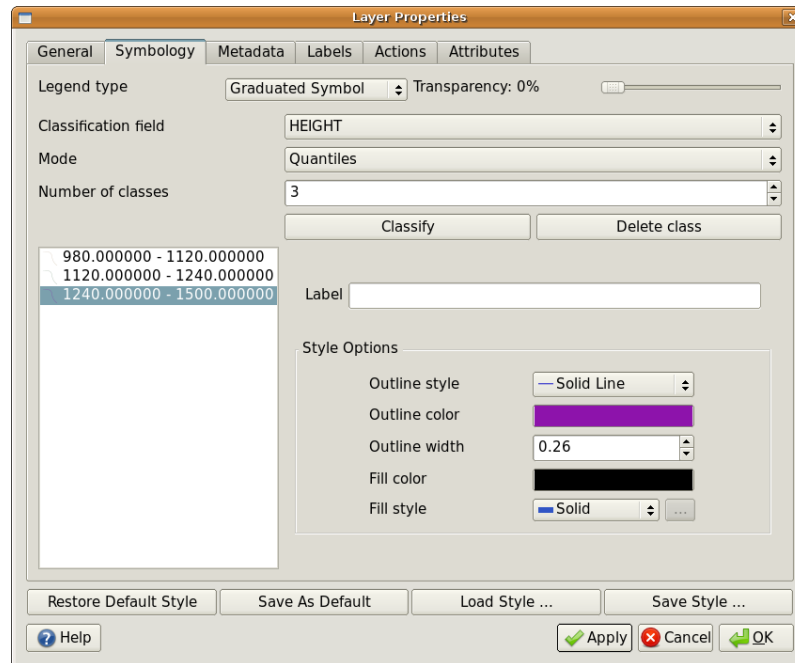 Layer Properties
General Symbology Metadata Labels Actions Attributes
Legend type Graduated Symbol Transparency: 0%
Classification field HEIGHT
Mode Quantiles
Number of classes 3
Classify Delete class
980.000000 - 1120.000000
1120.000000 - 1240.000000
1240.000000 - 1500.000000
Label
Style Options
Outline style Solid Line
Outline color
Outline width 0.26
Fill color
Fill style Solid ...
Restore Default Style Save As Default Load Style ... Save Style ...
Help Apply Cancel OK